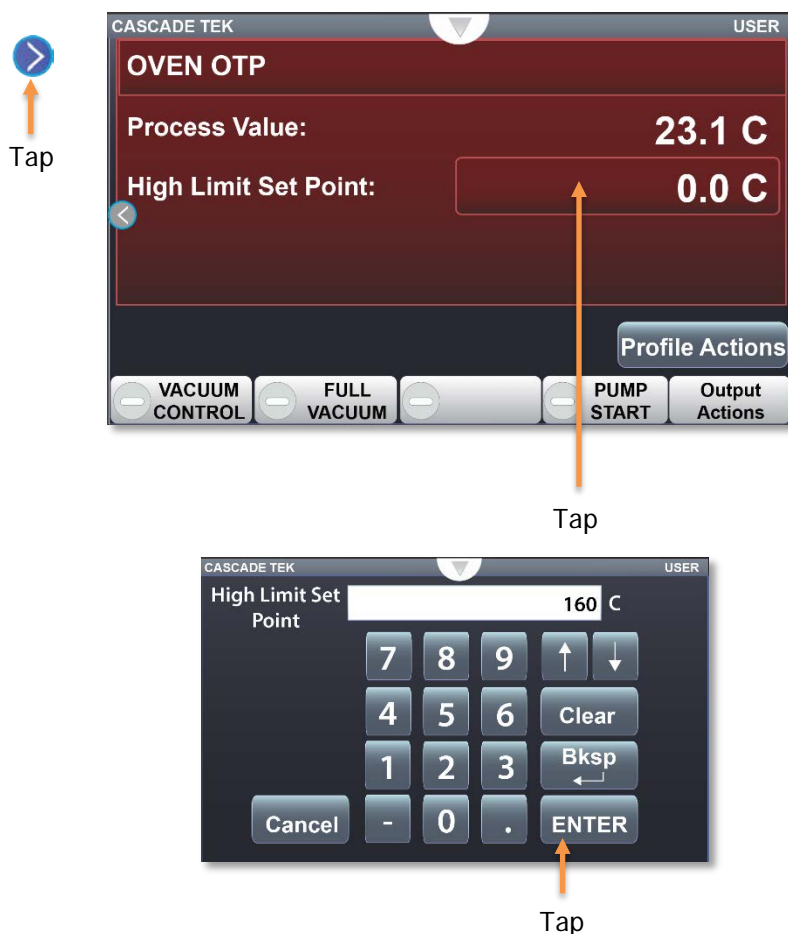 CASCADE TEK USER
OVEN OTP
Tap
Process Value: 23.1 C
High Limit Set Point: 0.0 C
Profile Actions
VACUUM CONTROL
FULL VACUUM
PUMP START
Output Actions
Tap
CASCADE TEK USER
High Limit Set Point
160 C
7 8 9 ↑ ↓
4 5 6 Clear
1 2 3 Bksp
Cancel - 0 . ENTER
Tap